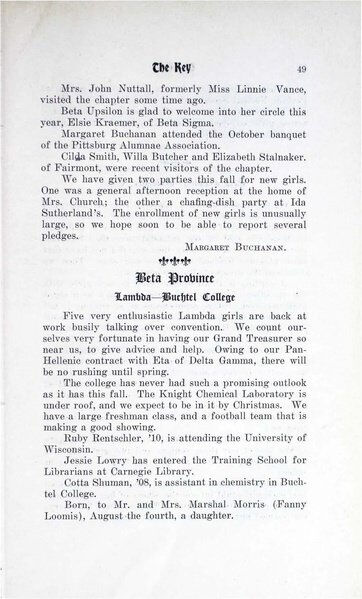 The Key 49
Mrs. John Nuttall, formerly Miss Linnie Vance,
visited the chapter some time ago.
Beta Upsilon is glad to welcome into her circle this
year, Elsie Kraemer, of Beta Sigma.
Margaret Buchanan attended the October banquet
of the Pittsburg Alumnae Association.
Cilda Smith, Willa Butcher and Elizabeth Stalnaker.
of Fairmont, were recent visitors of the chapter.
We have given two parties this fall for new girls.
One was a general afternoon reception at the home of
Mrs. Church; the other a chafing-dish party at Ida
Sutherland's. The enrollment of new girls is unusually
large, so we hope soon to be able to report several
pledges.
Margaret Buchanan.
Beta Province
Lambda—Buchtel College
Five very enthusiastic Lambda girls are back at
work busily talking over convention. We count our-
selves very fortunate in having our Grand Treasurer so
near us, to give advice and help. Owing to our Pan-
Hellenic contract with Eta of Delta Gamma, there will
be no rushing until spring.
The college has never had such a promising outlook
as it has this fall. The Knight Chemical Laboratory is
under roof, and we expect to be in it by Christmas. We
have a large freshman class, and a football team that is
making a good showing.
Ruby Rentschler, '10, is attending the University of
Wisconsin.
Jessie Lowry has entered the Training School for
Librarians at Carnegie Library.
Cotta Shuman, '08, is assistant in chemistry in Buch-
tel College.
Born, to Mr. and Mrs. Marshal Morris (Fanny
Loomis), August the fourth, a daughter.